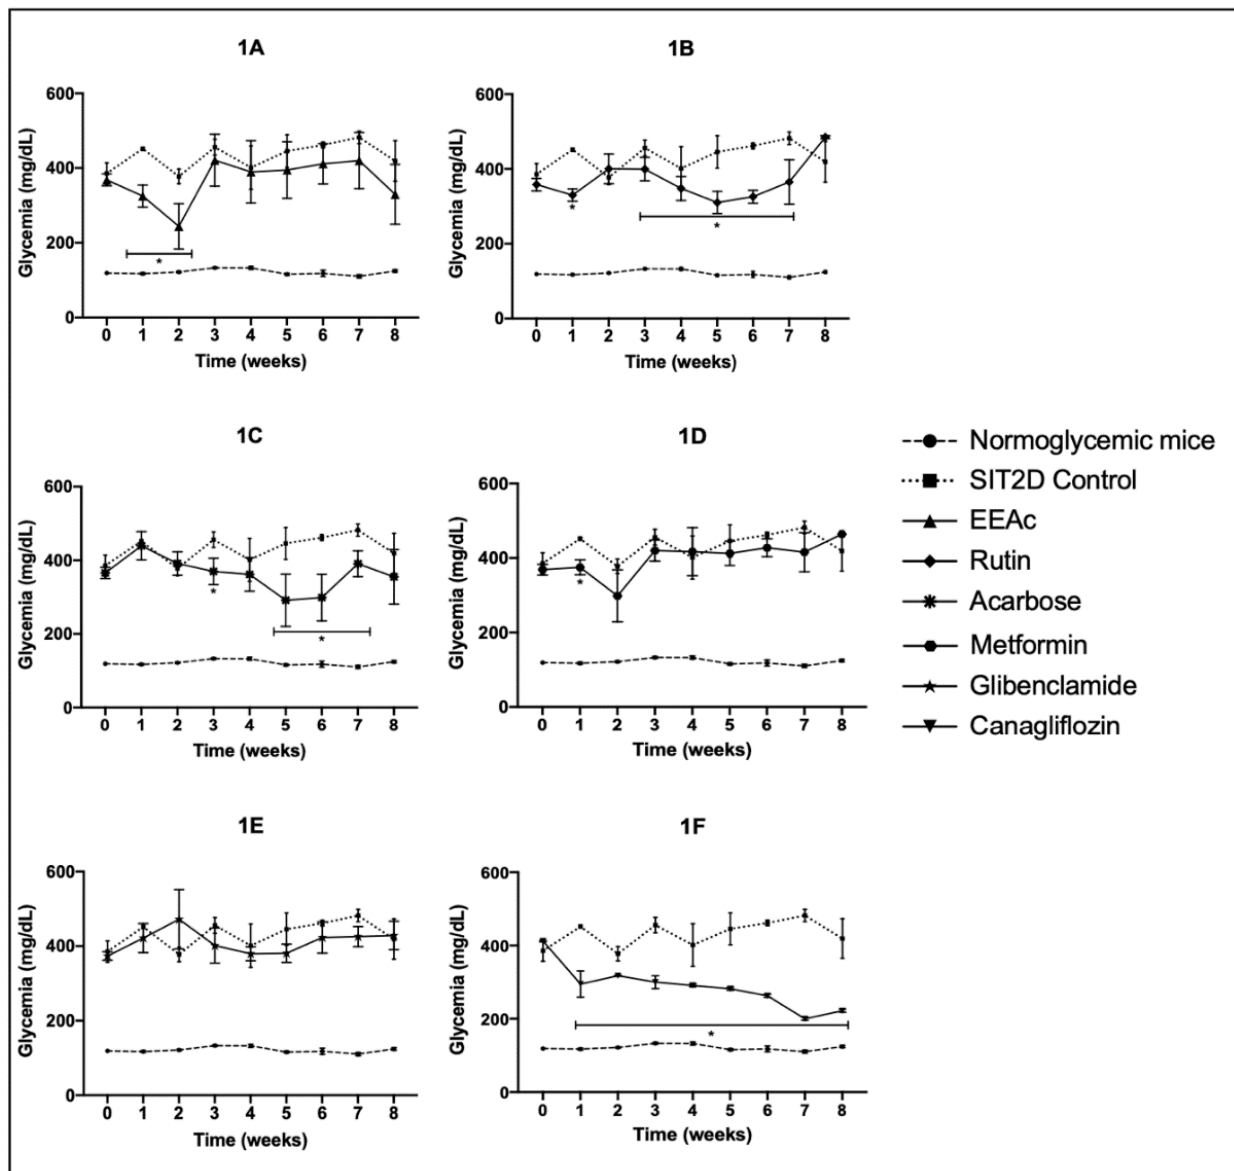 1A
Glycemia (mg/dL)
600
400
200
0
*
0 1 2 3 4 5 6 7 8
Time (weeks)
1B
Glycemia (mg/dL)
600
400
200
0
*
*
0 1 2 3 4 5 6 7 8
Time (weeks)
1C
Glycemia (mg/dL)
600
400
200
0
*
*
0 1 2 3 4 5 6 7 8
Time (weeks)
1D
Glycemia (mg/dL)
600
400
200
0
*
0 1 2 3 4 5 6 7 8
Time (weeks)
Normoglycemic mice
SIT2D Control
EEAc
Rutin
Acarbose
Metformin
Glibenclamide
Canagliflozin
1E
Glycemia (mg/dL)
600
400
200
0
0 1 2 3 4 5 6 7 8
Time (weeks)
1F
Glycemia (mg/dL)
600
400
200
0
*
0 1 2 3 4 5 6 7 8
Time (weeks)